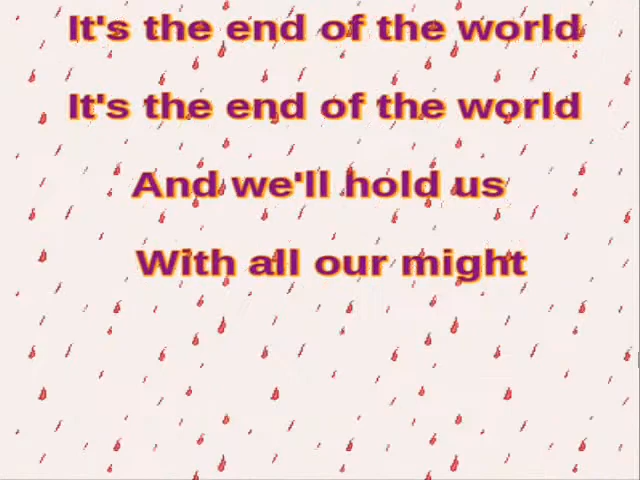 It's the end of the world
It's the end of the world
And we'll hold us
With all our might